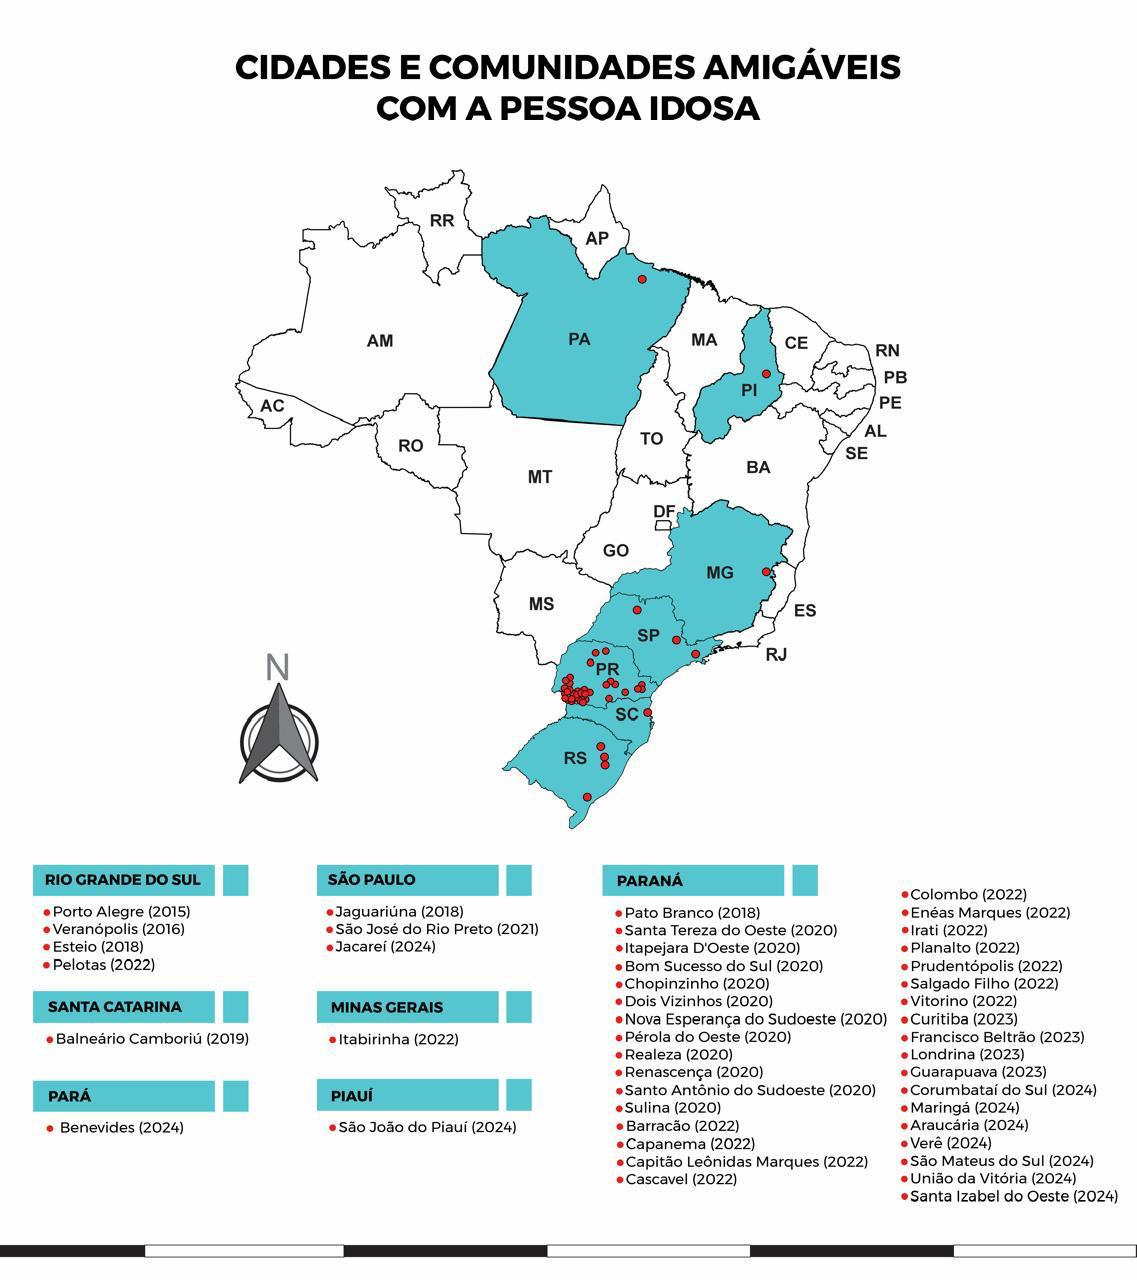 CIDADES E COMUNIDADES AMIGÁVEIS
COM A PESSOA IDOSA
RR
AP
AM
PA
MA
CE
RN
PB
PE
AL
SE
PI
AC
RO
TO
MT
BA
DF
GO
MG
MS
ES
SP
RJ
PR
SC
RS
N
RIO GRANDE DO SUL
Porto Alegre (2015)
Veranópolis (2016)
Esteio (2018)
Pelotas (2022)
SANTA CATARINA
Balneário Camboriú (2019)
PARÁ
Benevides (2024)
SÃO PAULO
Jaguariúna (2018)
São José do Rio Preto (2021)
Jacareí (2024)
MINAS GERAIS
Itabirinha (2022)
PIAUÍ
São João do Piauí (2024)
PARANÁ
Pato Branco (2018)
Santa Tereza do Oeste (2020)
Itapejara D'Oeste (2020)
Bom Sucesso do Sul (2020)
Chopinzinho (2020)
Dois Vizinhos (2020)
Nova Esperança do Sudoeste (2020)
Pérola do Oeste (2020)
Realeza (2020)
Renascença (2020)
Santo Antônio do Sudoeste (2020)
Sulina (2020)
Barracão (2022)
Capanema (2022)
Capitão Leônidas Marques (2022)
Cascavel (2022)
Colombo (2022)
Enéas Marques (2022)
Irati (2022)
Planalto (2022)
Prudentópolis (2022)
Salgado Filho (2022)
Vitorino (2022)
Curitiba (2023)
Francisco Beltrão (2023)
Londrina (2023)
Guarapuava (2023)
Corumbataí do Sul (2024)
Maringá (2024)
Araucária (2024)
Verê (2024)
São Mateus do Sul (2024)
União da Vitória (2024)
Santa Izabel do Oeste (2024)